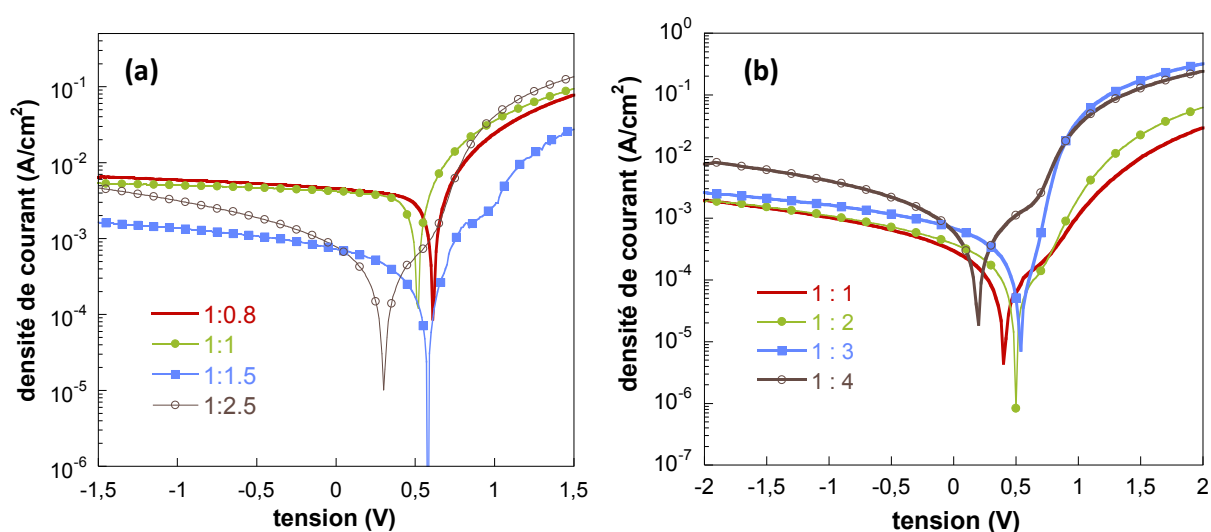 (a)
densité de courant (A/cm²)
10⁻¹
10⁻²
10⁻³
10⁻⁴
10⁻⁵
10⁻⁶
1:0.8
1:1
1:1.5
1:2.5
-1,5 -1 -0,5 0 0,5 1 1,5
tension (V)
(b)
densité de courant (A/cm²)
10⁰
10⁻¹
10⁻²
10⁻³
10⁻⁴
10⁻⁵
10⁻⁶
10⁻⁷
1 : 1
1 : 2
1 : 3
1 : 4
-2 -1,5 -1 -0,5 0 0,5 1 1,5 2
tension (V)